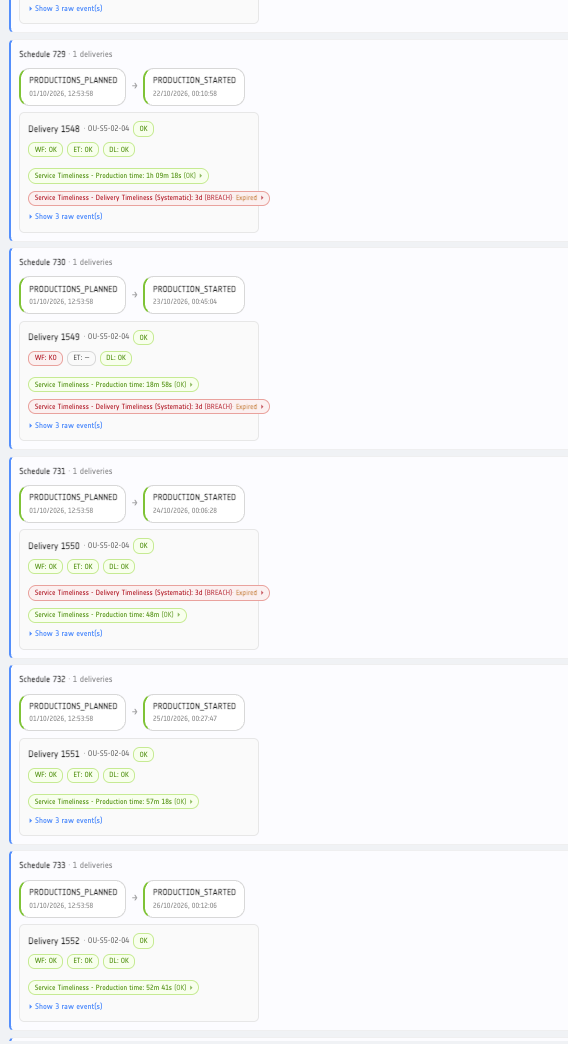 Show 3 raw event(s)
Schedule 729 · 1 deliveries
PRODUCTIONS_PLANNED → PRODUCTION_STARTED
01/10/2026, 12:53:58 22/10/2026, 00:10:58
Delivery 1548 · OU-S5-02-04 OK
WF: OK ET: OK DL: OK
Service Timeliness - Production time: 1h 09m 18s (OK)
Service Timeliness - Delivery Timeliness (Systematic): 3d (BREACH) Expired
Show 3 raw event(s)
Schedule 730 · 1 deliveries
PRODUCTIONS_PLANNED → PRODUCTION_STARTED
01/10/2026, 12:53:58 23/10/2026, 00:45:04
Delivery 1549 · OU-S5-02-04 OK
WF: KO ET: — DL: OK
Service Timeliness - Production time: 18m 58s (OK)
Service Timeliness - Delivery Timeliness (Systematic): 3d (BREACH) Expired
Show 3 raw event(s)
Schedule 731 · 1 deliveries
PRODUCTIONS_PLANNED → PRODUCTION_STARTED
01/10/2026, 12:53:58 24/10/2026, 00:06:28
Delivery 1550 · OU-S5-02-04 OK
WF: OK ET: OK DL: OK
Service Timeliness - Delivery Timeliness (Systematic): 3d (BREACH) Expired
Service Timeliness - Production time: 48m (OK)
Show 3 raw event(s)
Schedule 732 · 1 deliveries
PRODUCTIONS_PLANNED → PRODUCTION_STARTED
01/10/2026, 12:53:58 25/10/2026, 00:27:47
Delivery 1551 · OU-S5-02-04 OK
WF: OK ET: OK DL: OK
Service Timeliness - Production time: 57m 18s (OK)
Show 3 raw event(s)
Schedule 733 · 1 deliveries
PRODUCTIONS_PLANNED → PRODUCTION_STARTED
01/10/2026, 12:53:58 26/10/2026, 00:12:06
Delivery 1552 · OU-S5-02-04 OK
WF: OK ET: OK DL: OK
Service Timeliness - Production time: 52m 41s (OK)
Show 3 raw event(s)